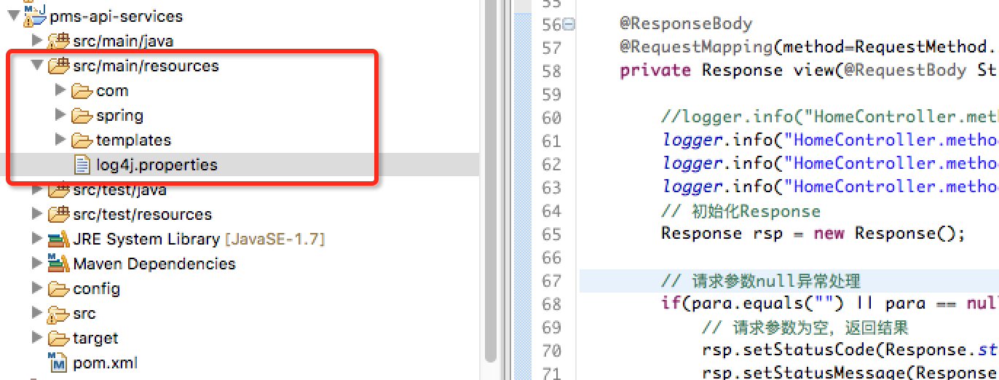 pms-api-services
src/main/java
src/main/resources
com
spring
templates
log4j.properties
src/test/java
src/test/resources
JRE System Library [JavaSE-1.7]
Maven Dependencies
config
src
target
pom.xml
55
56 @ResponseBody
57 @RequestMapping(method=RequestMethod.
58 private Response view(@RequestBody St
59
60 //logger.info("HomeController.met
61 logger.info("HomeController.metho
62 logger.info("HomeController.metho
63 logger.info("HomeController.metho
64 // 初始化Response
65 Response rsp = new Response();
66
67 // 请求参数null异常处理
68 if(para.equals("") || para == nul
69 // 请求参数为空，返回结果
70 rsp.setStatusCode(Response.st
71 rsp.setStatusMessage(Response